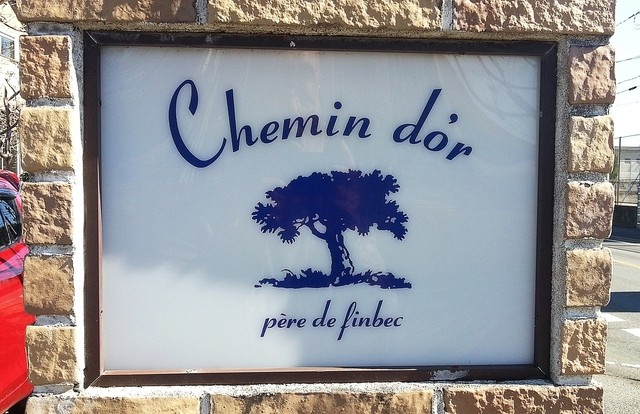 Chemin d'or
père de finbec